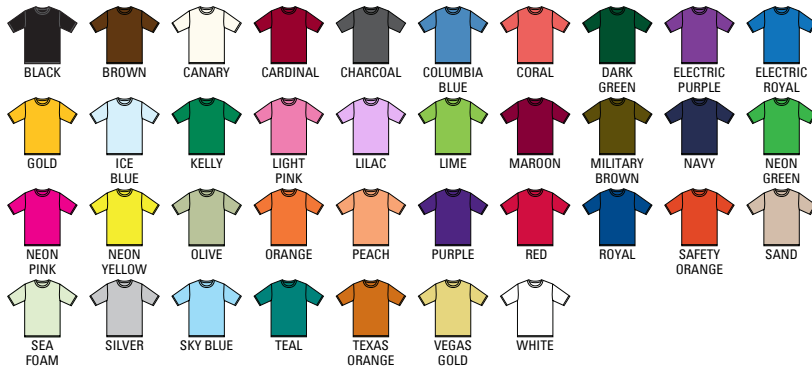 BLACK
BROWN
CANARY
CARDINAL
CHARCOAL
COLUMBIA
BLUE
CORAL
DARK
GREEN
ELECTRIC
PURPLE
ELECTRIC
ROYAL
GOLD
ICE
BLUE
KELLY
LIGHT
PINK
LILAC
LIME
MAROON
MILITARY
BROWN
NAVY
NEON
GREEN
NEON
PINK
NEON
YELLOW
OLIVE
ORANGE
PEACH
PURPLE
RED
ROYAL
SAFETY
ORANGE
SAND
SEA
FOAM
SILVER
SKY BLUE
TEAL
TEXAS
ORANGE
VEGAS
GOLD
WHITE